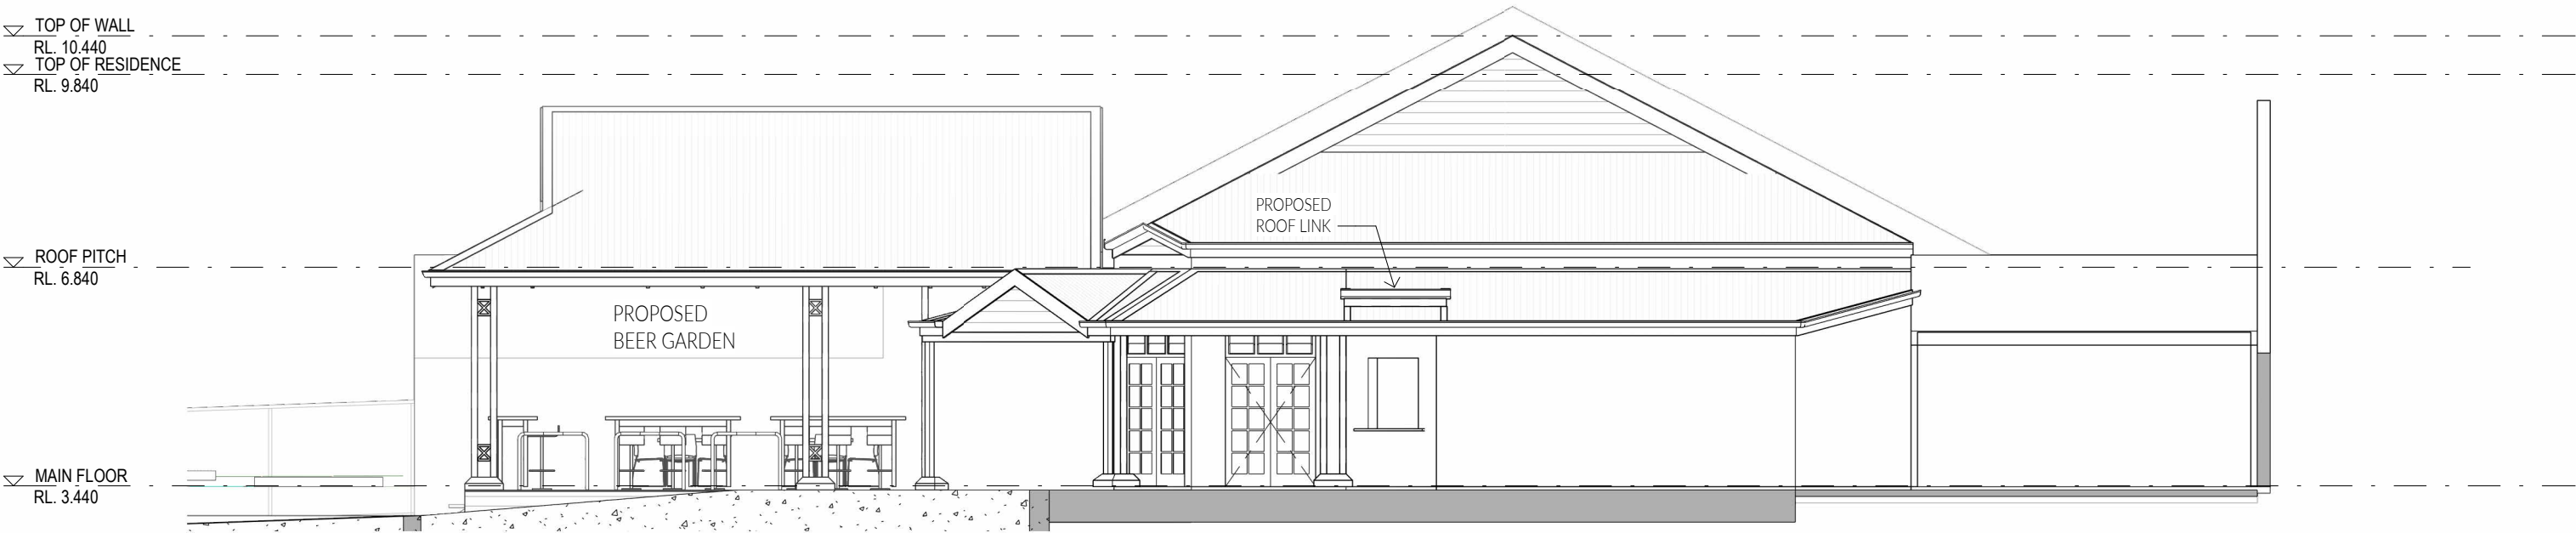 TOP OF WALL
RL. 10.440
TOP OF RESIDENCE
RL. 9.840
PROPOSED
ROOF LINK
ROOF PITCH
RL. 6.840
PROPOSED
BEER GARDEN
MAIN FLOOR
RL. 3.440